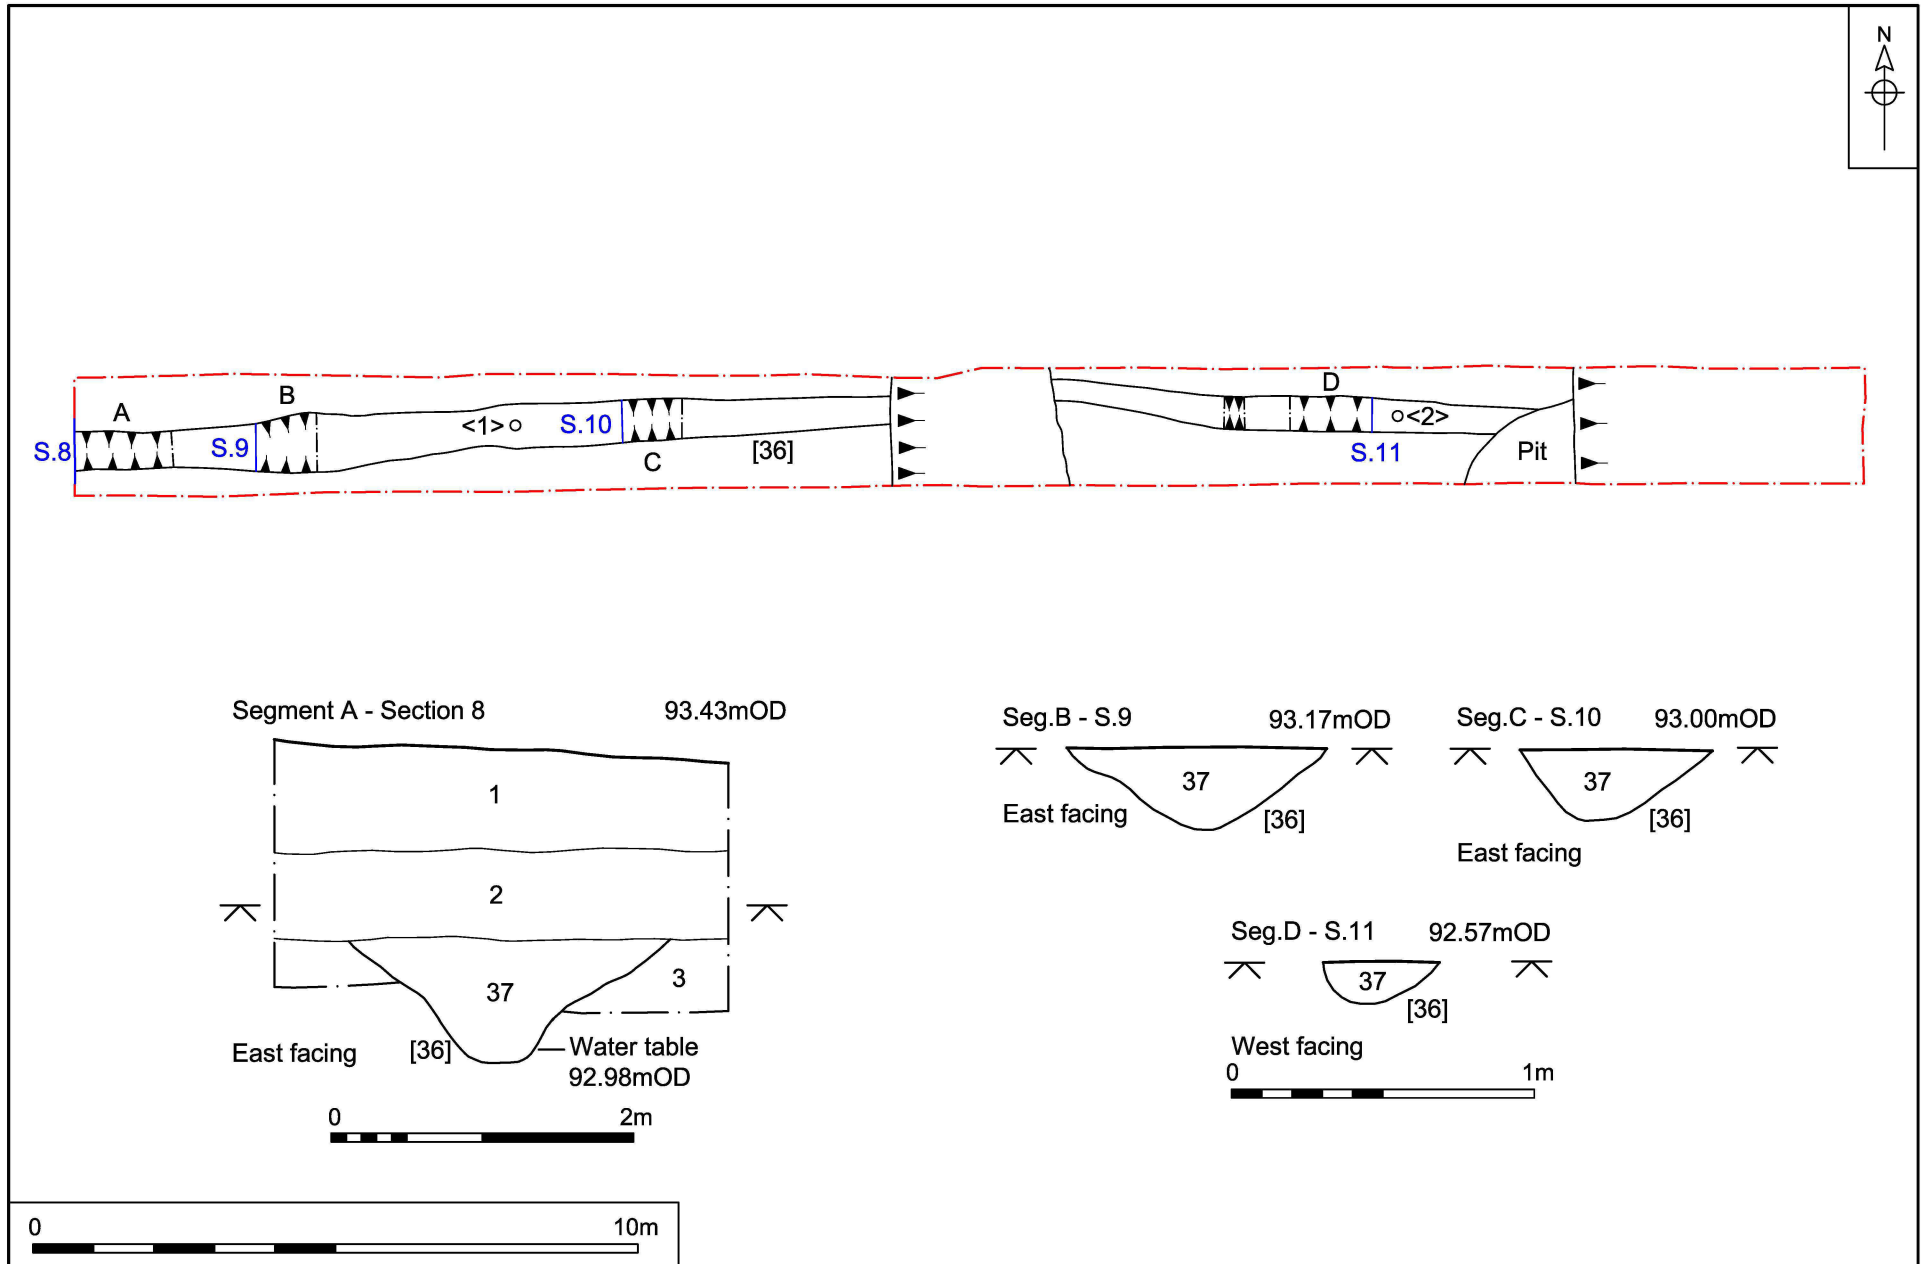 N
A
B
D
S.8
S.9
<1>
S.10
C
[36]
<2>
S.11
Pit
Segment A - Section 8 93.43mOD
1
2
3
37
East facing
[36]
Water table
92.98mOD
0 2m
Seg.B - S.9 93.17mOD
37
East facing
[36]
Seg.C - S.10 93.00mOD
37
[36]
East facing
Seg.D - S.11 92.57mOD
37
[36]
West facing
0 1m
0 10m